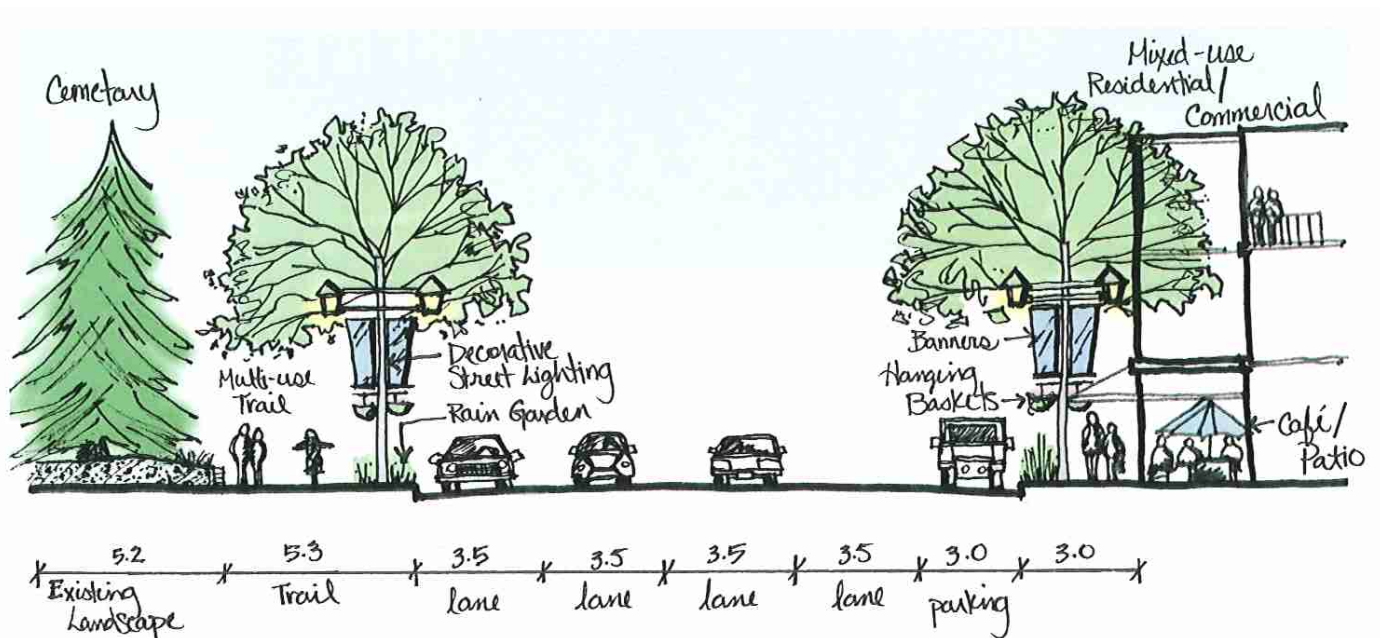 Cemetary
Mixed-use
Residential/
Commercial
Multi-use
Trail
Decorative
Street Lighting
Rain Garden
Banners
Hanging
Baskets
Café/
Patio
5.2
5.3
3.5
3.5
3.5
3.5
3.0
3.0
Existing
Landscape
Trail
lane
lane
lane
lane
parking